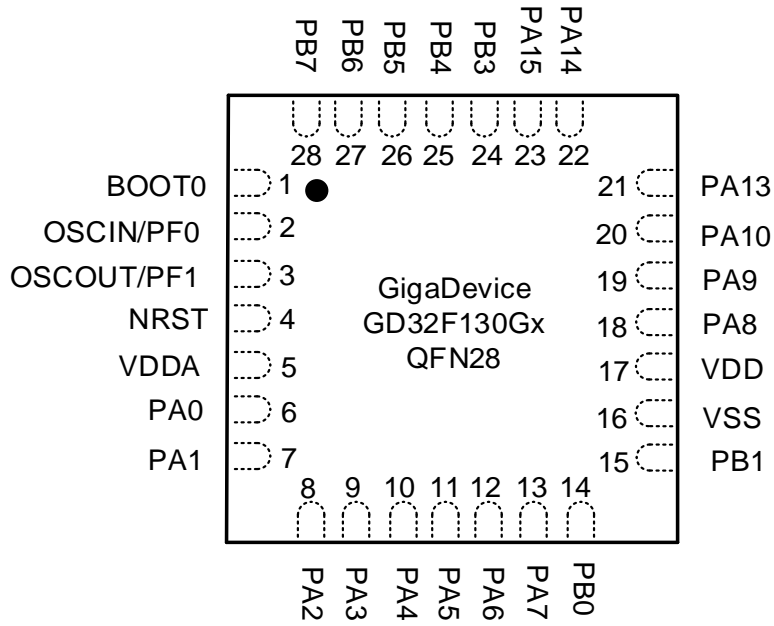 PB7 PB6 PB5 PB4 PB3 PA15 PA14
28 27 26 25 24 23 22
BOOT0 1 21 PA13
OSCIN/PF0 2 20 PA10
OSCOUT/PF1 3 19 PA9
NRST 4 18 PA8
VDDA 5 17 VDD
PA0 6 16 VSS
PA1 7 15 PB1
GigaDevice
GD32F130Gx
QFN28
8 9 10 11 12 13 14
PA2 PA3 PA4 PA5 PA6 PA7 PB0